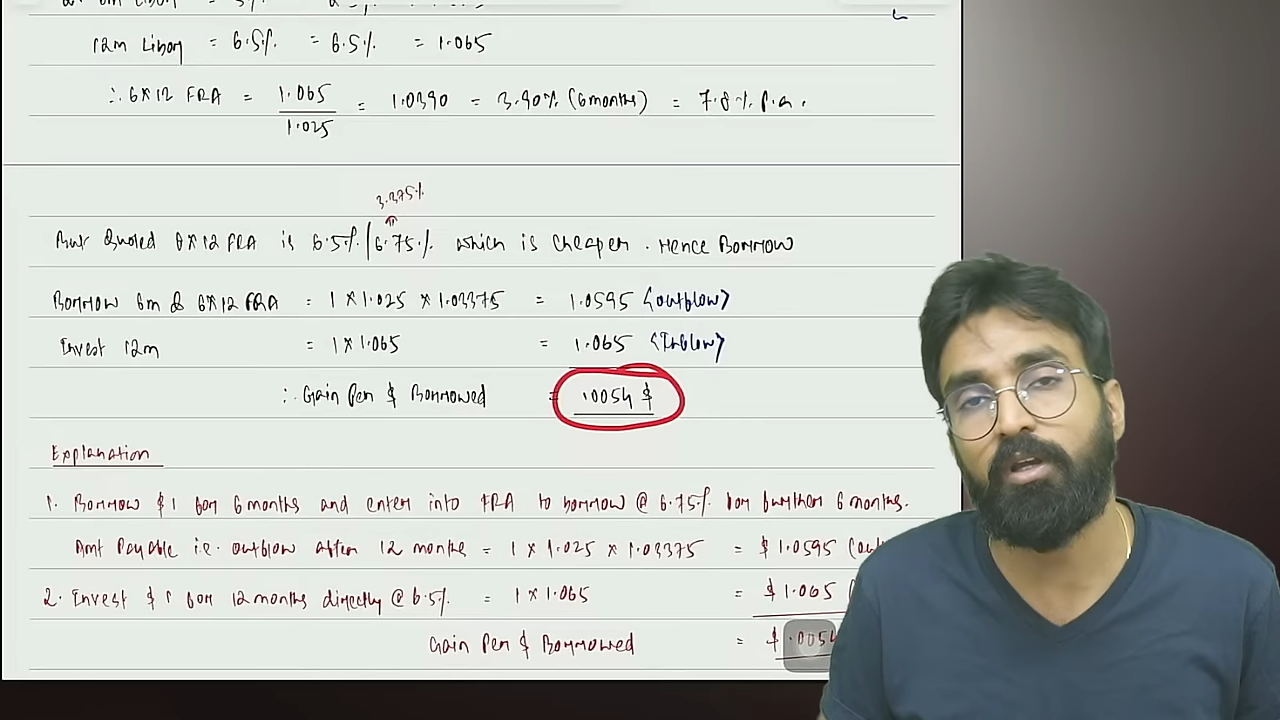 12m Libor = 6.5% = 6.5% = 1.065
∴ 6x12 FRA = 1.065 / 1.025 = 1.0390 = 3.90% (6months) = 7.8% p.a.
3.375%
But Quoted 6x12 FRA is 6.5% | 6.75% which is cheaper. Hence Borrow
Borrow 6m & 6x12 FRA = 1 x 1.025 x 1.03375 = 1.0595 (outflow)
Invest 12m = 1 x 1.065 = 1.065 (Inflow)
∴ Gain Per $ Borrowed = .0054 $
Explanation
1. Borrow $1 for 6 months and enter into FRA to borrow @ 6.75% for further 6 months.
Amt Payable i.e. outflow after 12 months = 1 x 1.025 x 1.03375 = $ 1.0595
2. Invest $1 for 12 months directly @ 6.5% = 1 x 1.065 = $ 1.065
Gain Per $ Borrowed = $ .0054